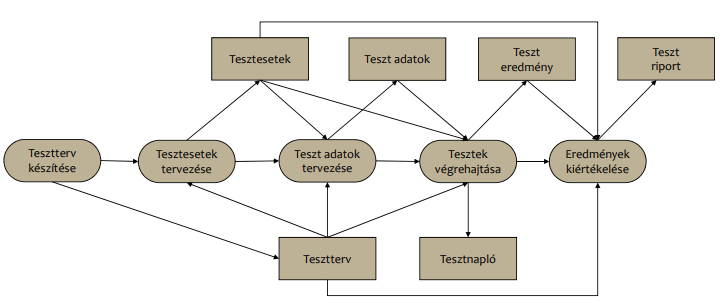 Tesztesetek
Teszt adatok
Teszt
eredmény
Teszt
riport
Tesztterv
készítése
Tesztesetek
tervezése
Teszt adatok
tervezése
Tesztek
végrehajtása
Eredmények
kiértékelése
Tesztterv
Tesztnapló